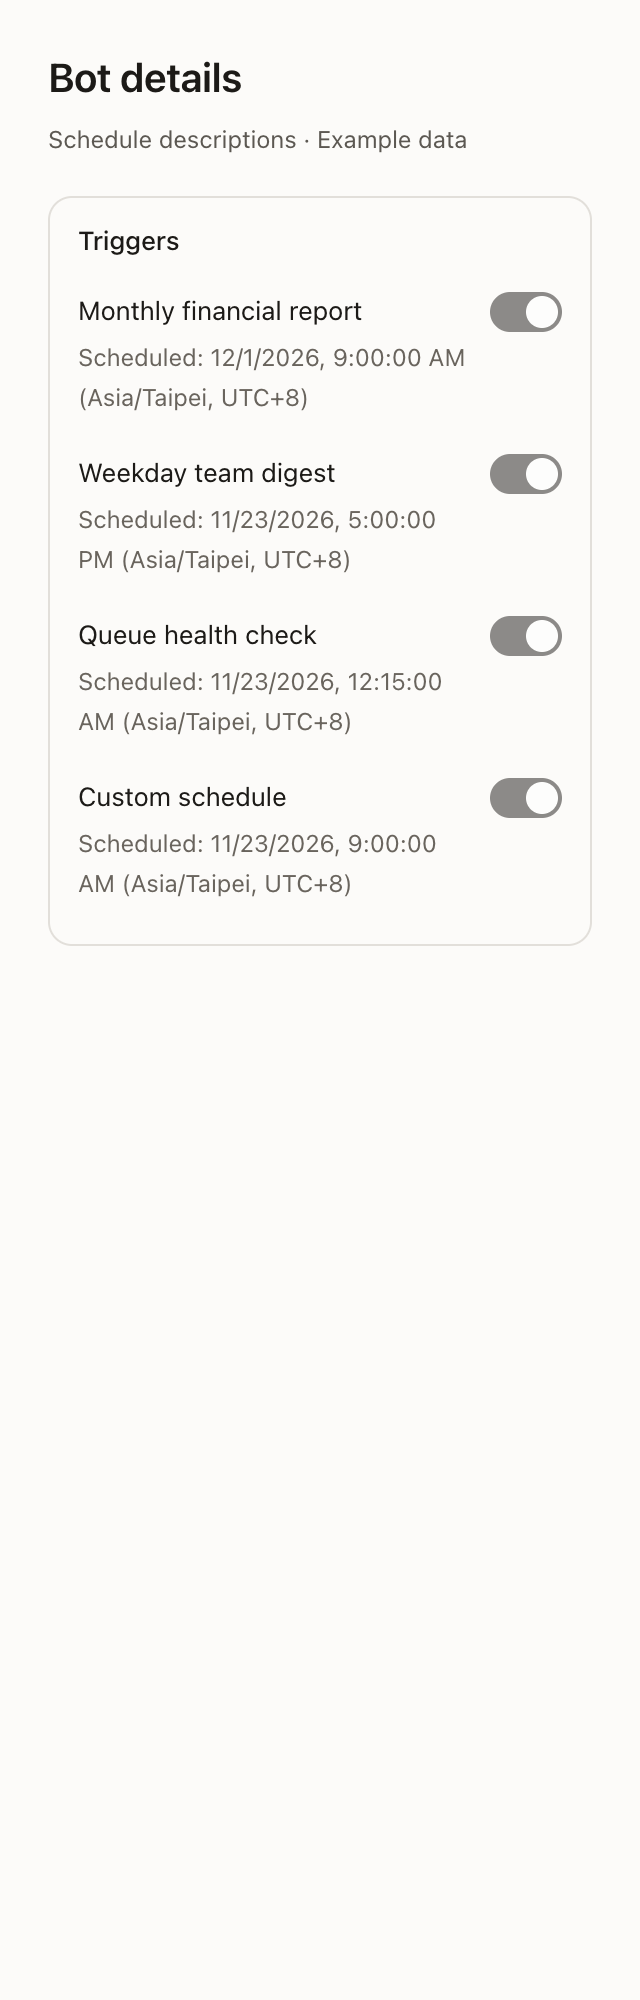 Bot details
Schedule descriptions · Example data
Triggers
Monthly financial report
Scheduled: 12/1/2026, 9:00:00 AM
(Asia/Taipei, UTC+8)
Weekday team digest
Scheduled: 11/23/2026, 5:00:00
PM (Asia/Taipei, UTC+8)
Queue health check
Scheduled: 11/23/2026, 12:15:00
AM (Asia/Taipei, UTC+8)
Custom schedule
Scheduled: 11/23/2026, 9:00:00
AM (Asia/Taipei, UTC+8)